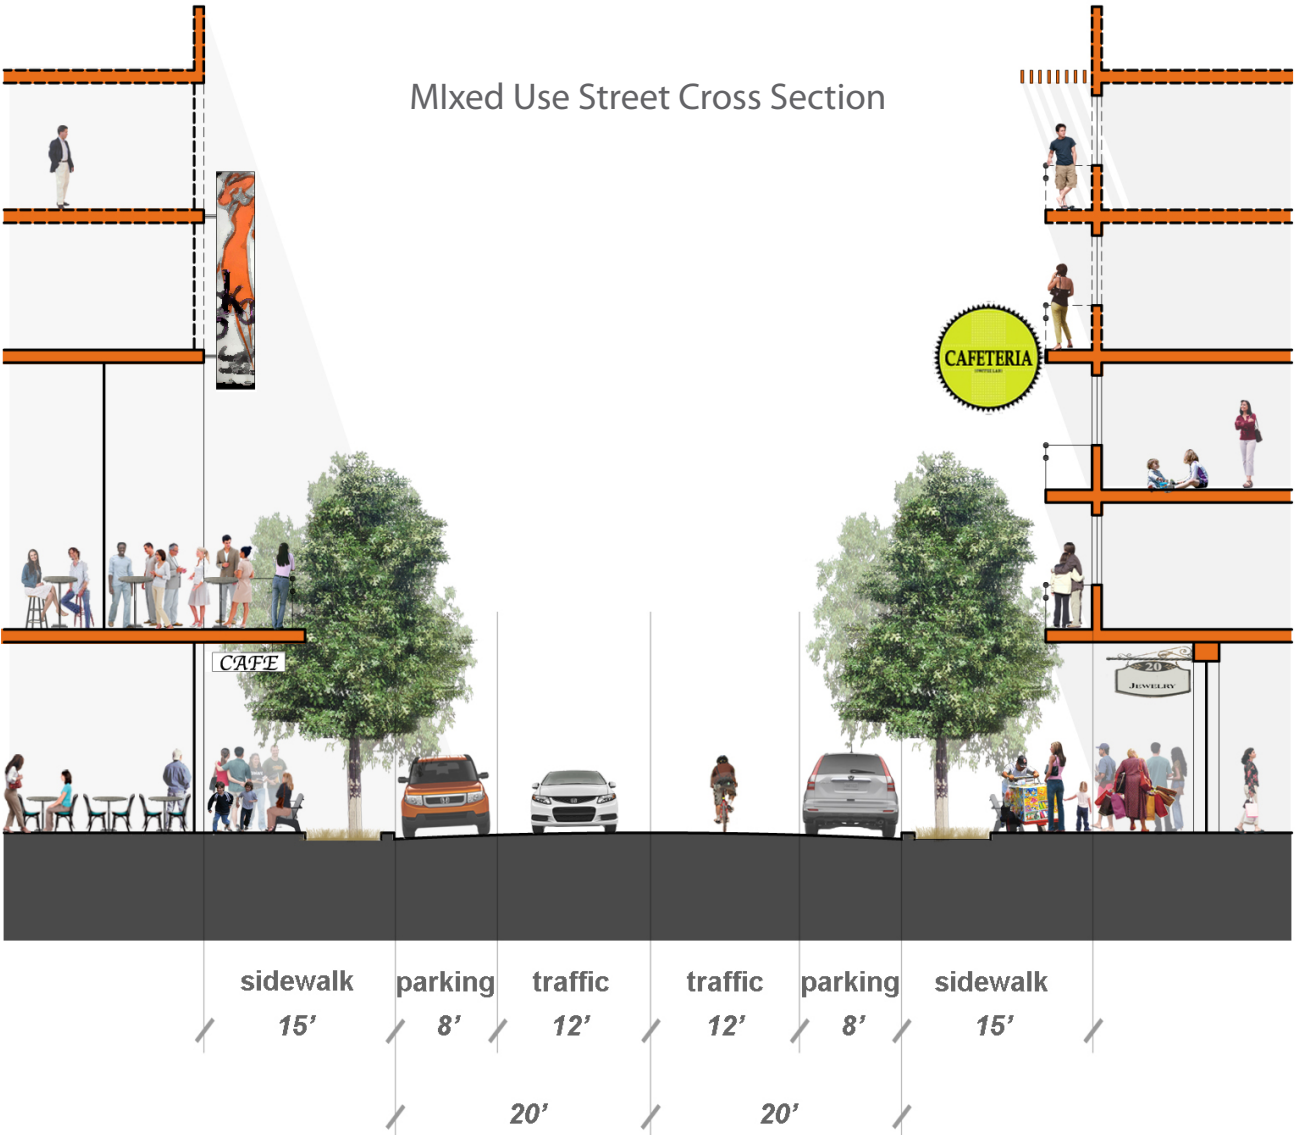 MIxed Use Street Cross Section
CAFETERIA
CAFE
20
JEWELRY
sidewalk parking traffic traffic parking sidewalk
15' 8' 12' 12' 8' 15'
20' 20'